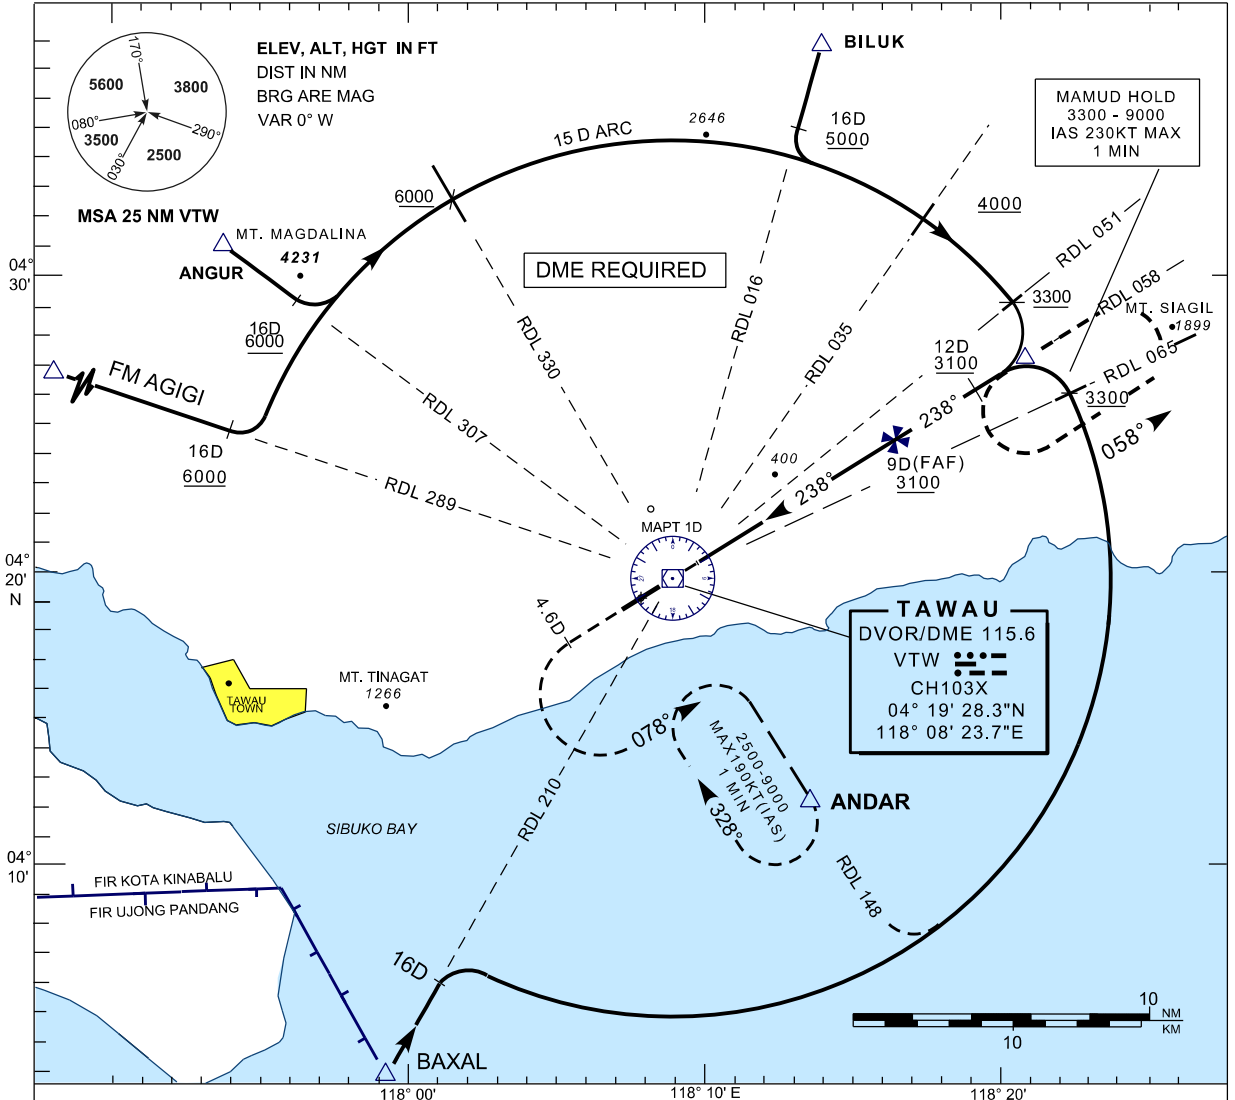 ELEV, ALT, HGT IN FT
DIST IN NM
BRG ARE MAG
VAR 0° W
170°
5600
3800
080°
3500
290°
030°
2500
MSA 25 NM VTW
BILUK
16D
5000
MAMUD HOLD
3300 - 9000
IAS 230KT MAX
1 MIN
2646
15 D ARC
6000
4000
MT. MAGDALINA
4231
ANGUR
DME REQUIRED
RDL 051
RDL 058
MT. SIAGIL
1899
RDL 065
3300
3300
16D
6000
FM AGIGI
16D
6000
RDL 330
RDL 016
RDL 035
RDL 307
RDL 289
12D
3100
238°
058°
9D(FAF)
3100
238°
400
MAPT 1D
0
18
4.6D
TAWAU
DVOR/DME 115.6
VTW
CH103X
04° 19' 28.3"N
118° 08' 23.7"E
MT. TINAGAT
1266
TAWAU
TOWN
078°
2500-9000
MAX190KT(IAS)
1 MIN
328°
ANDAR
RDL 148
RDL 210
SIBUKO BAY
FIR KOTA KINABALU
FIR UJONG PANDANG
16D
BAXAL
10
NM
KM
10
04°
30'
04°
20'
N
04°
10'
118° 00'
118° 10' E
118° 20'